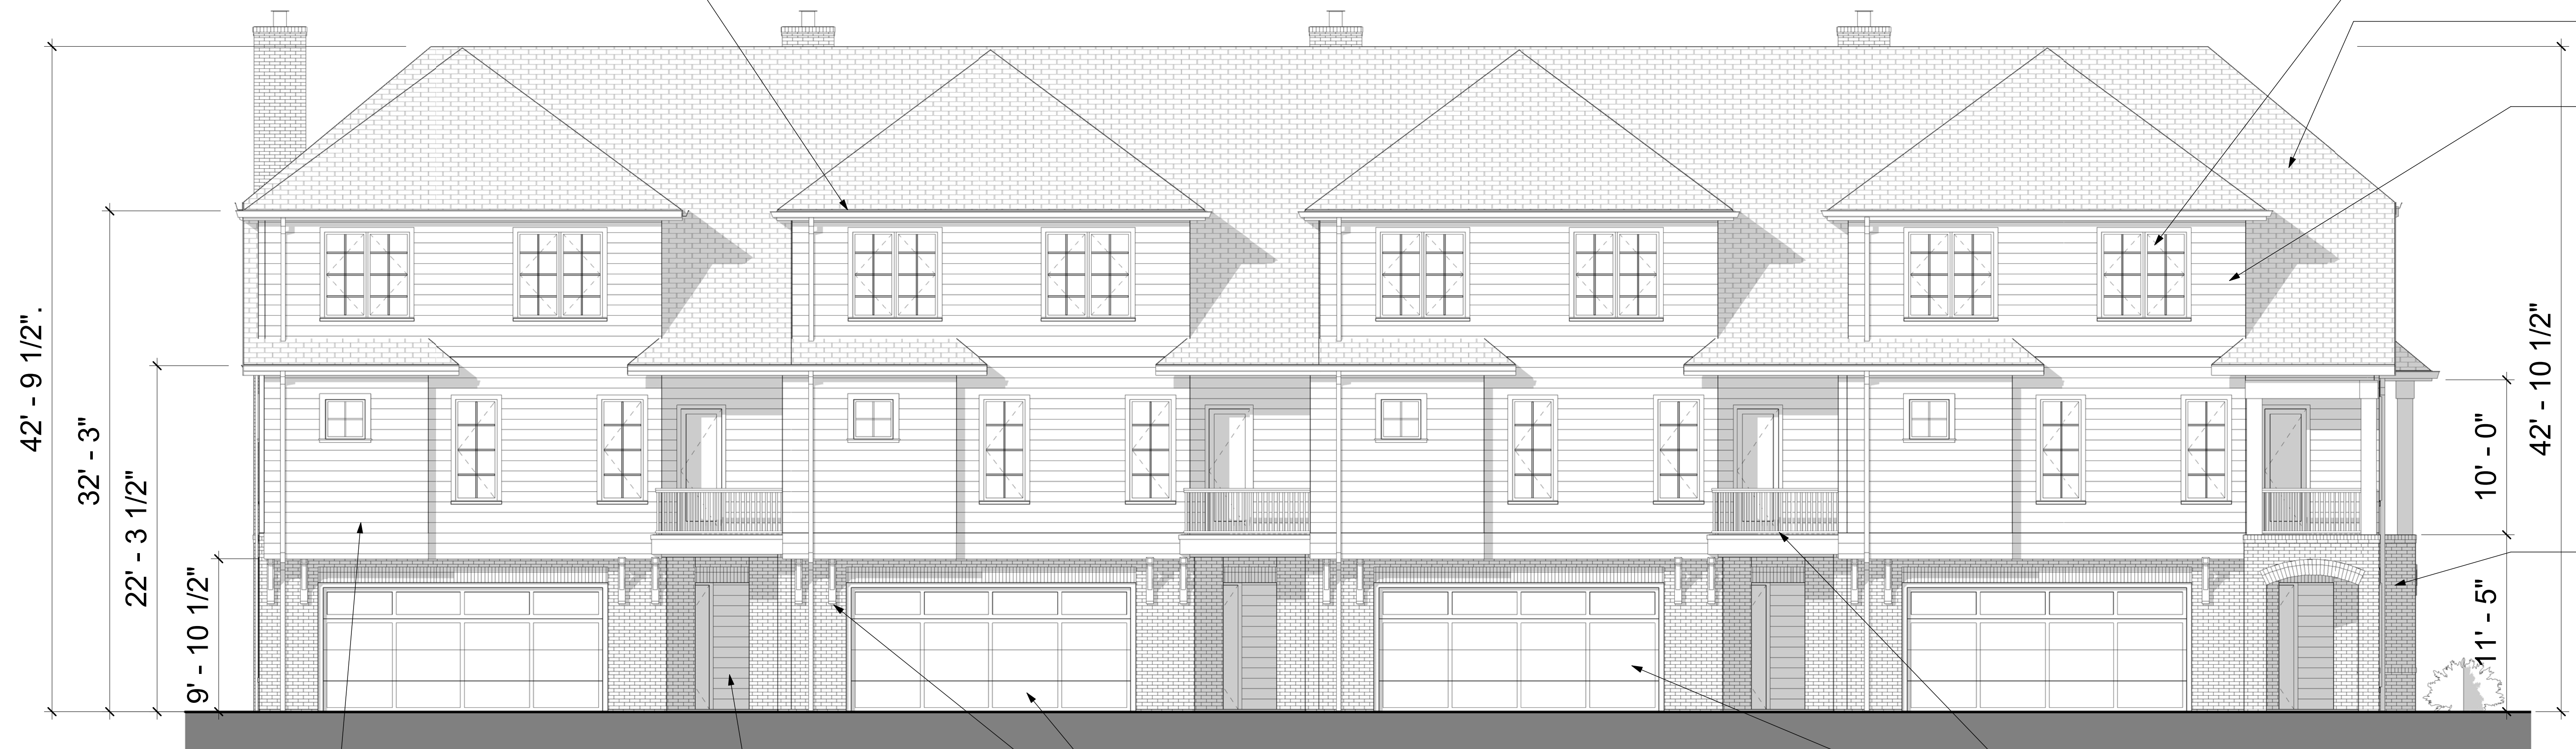 42' - 9 1/2".
32' - 3"
22' - 3 1/2"
9' - 10 1/2"
10' - 0"
11' - 5"
42' - 10 1/2"